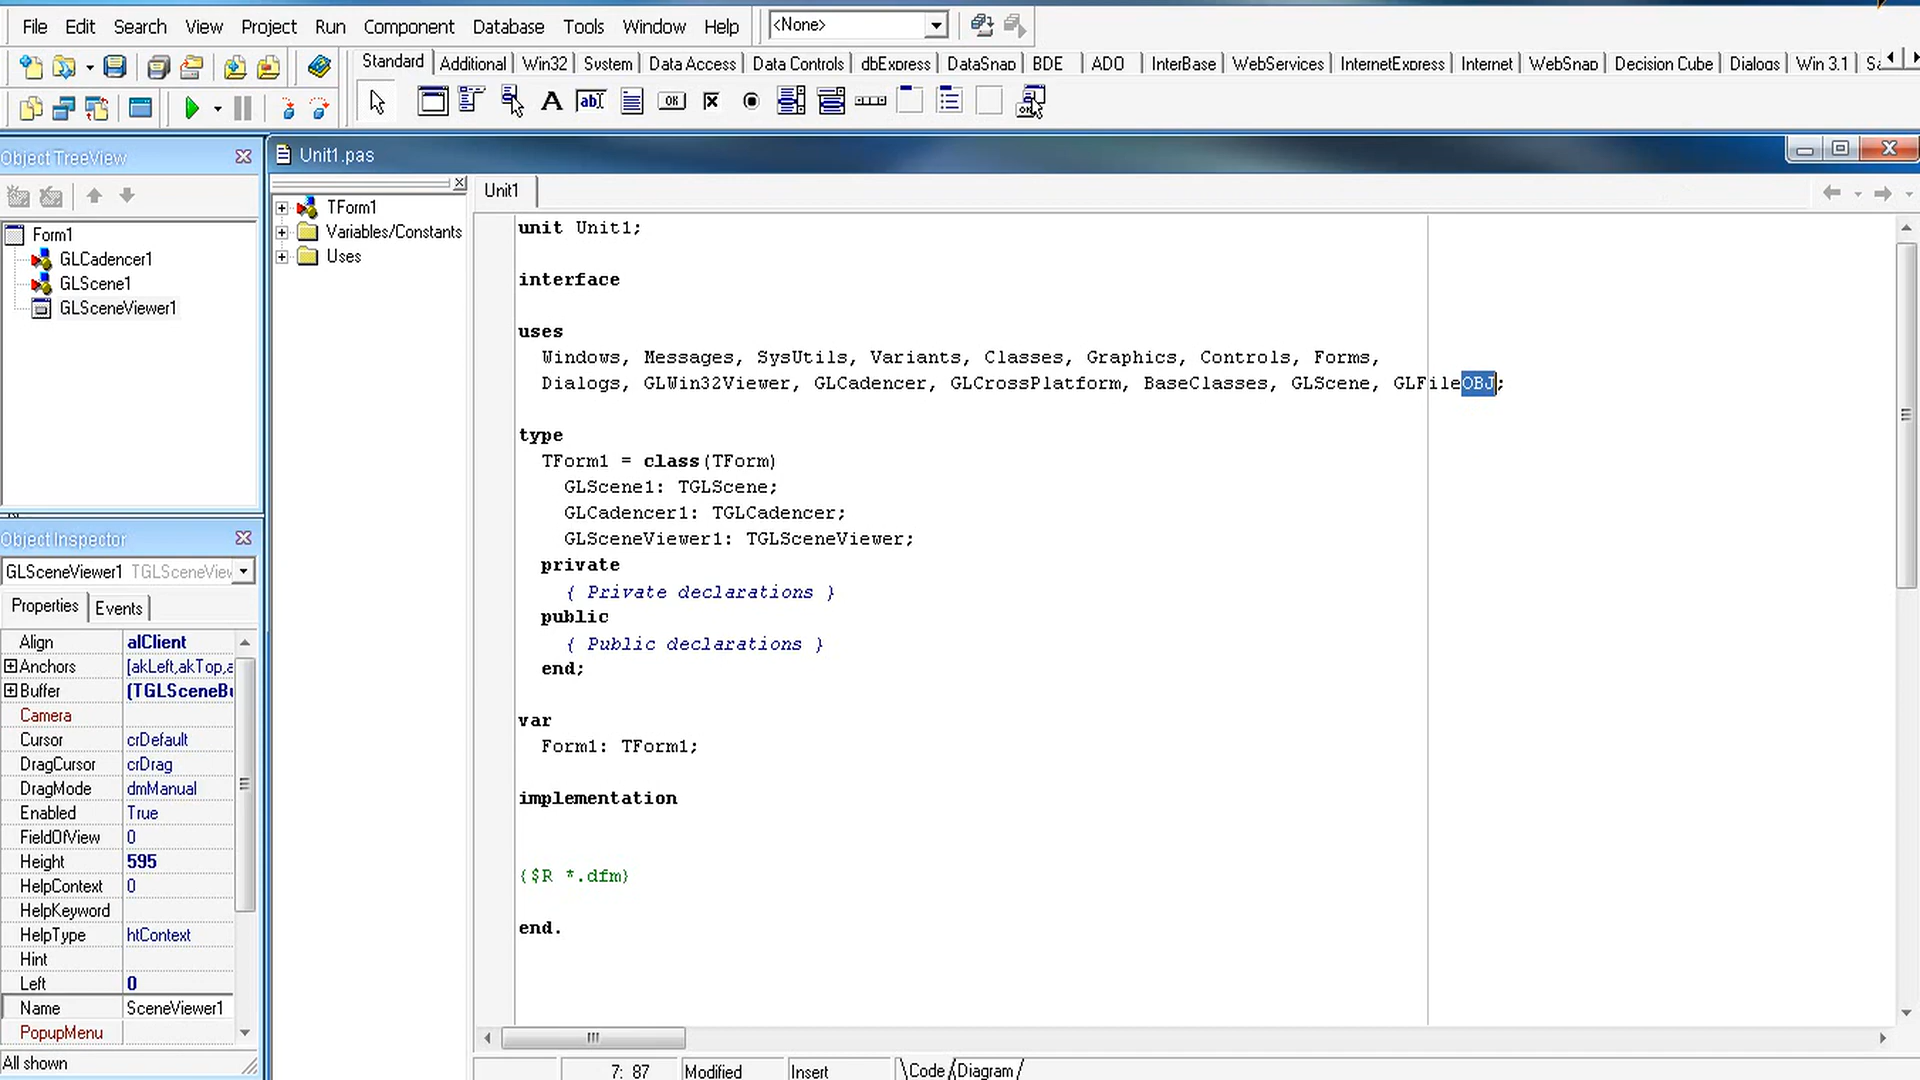 File Edit Search View Project Run Component Database Tools Window Help <None>
Standard Additional Win32 System Data Access Data Controls dbExpress DataSnap BDE ADO InterBase WebServices InternetExpress Internet WebSnap Decision Cube Dialogs Win 3.1
Object TreeView
Form1
GLCadencer1
GLScene1
GLSceneViewer1
Object Inspector
GLSceneViewer1 TGLSceneView
Properties Events
Align alClient
Anchors [akLeft,akTop,a
Buffer (TGLSceneBu
Camera
Cursor crDefault
DragCursor crDrag
DragMode dmManual
Enabled True
FieldOfView 0
Height 595
HelpContext 0
HelpKeyword
HelpType htContext
Hint
Left 0
Name SceneViewer1
PopupMenu
All shown
Unit1.pas
TForm1
Variables/Constants
Uses
Unit1
unit Unit1;
interface
uses
Windows, Messages, SysUtils, Variants, Classes, Graphics, Controls, Forms,
Dialogs, GLWin32Viewer, GLCadencer, GLCrossPlatform, BaseClasses, GLScene, GLFileOBJ;
type
TForm1 = class(TForm)
GLScene1: TGLScene;
GLCadencer1: TGLCadencer;
GLSceneViewer1: TGLSceneViewer;
private
{ Private declarations }
public
{ Public declarations }
end;
var
Form1: TForm1;
implementation
{$R *.dfm}
end.
7: 87 Modified Insert Code Diagram